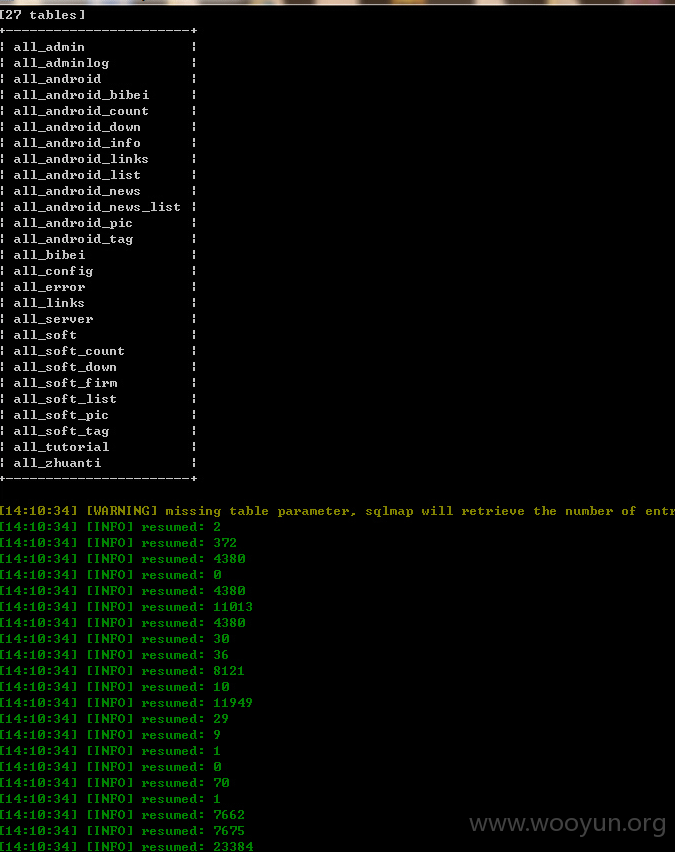 [27 tables]
+-----------------------+
¦ all_admin ¦
¦ all_adminlog ¦
¦ all_android ¦
¦ all_android_bibei ¦
¦ all_android_count ¦
¦ all_android_down ¦
¦ all_android_info ¦
¦ all_android_links ¦
¦ all_android_list ¦
¦ all_android_news ¦
¦ all_android_news_list ¦
¦ all_android_pic ¦
¦ all_android_tag ¦
¦ all_bibei ¦
¦ all_config ¦
¦ all_error ¦
¦ all_links ¦
¦ all_server ¦
¦ all_soft ¦
¦ all_soft_count ¦
¦ all_soft_down ¦
¦ all_soft_firm ¦
¦ all_soft_list ¦
¦ all_soft_pic ¦
¦ all_soft_tag ¦
¦ all_tutorial ¦
¦ all_zhuanti ¦
+-----------------------+
[14:10:34] [WARNING] missing table parameter, sqlmap will retrieve the number of entr
[14:10:34] [INFO] resumed: 2
[14:10:34] [INFO] resumed: 372
[14:10:34] [INFO] resumed: 4380
[14:10:34] [INFO] resumed: 0
[14:10:34] [INFO] resumed: 4380
[14:10:34] [INFO] resumed: 11013
[14:10:34] [INFO] resumed: 4380
[14:10:34] [INFO] resumed: 30
[14:10:34] [INFO] resumed: 36
[14:10:34] [INFO] resumed: 8121
[14:10:34] [INFO] resumed: 10
[14:10:34] [INFO] resumed: 11949
[14:10:34] [INFO] resumed: 29
[14:10:34] [INFO] resumed: 9
[14:10:34] [INFO] resumed: 1
[14:10:34] [INFO] resumed: 0
[14:10:34] [INFO] resumed: 70
[14:10:34] [INFO] resumed: 1
[14:10:34] [INFO] resumed: 7662
[14:10:34] [INFO] resumed: 7675
[14:10:34] [INFO] resumed: 23384
www.wooyun.org